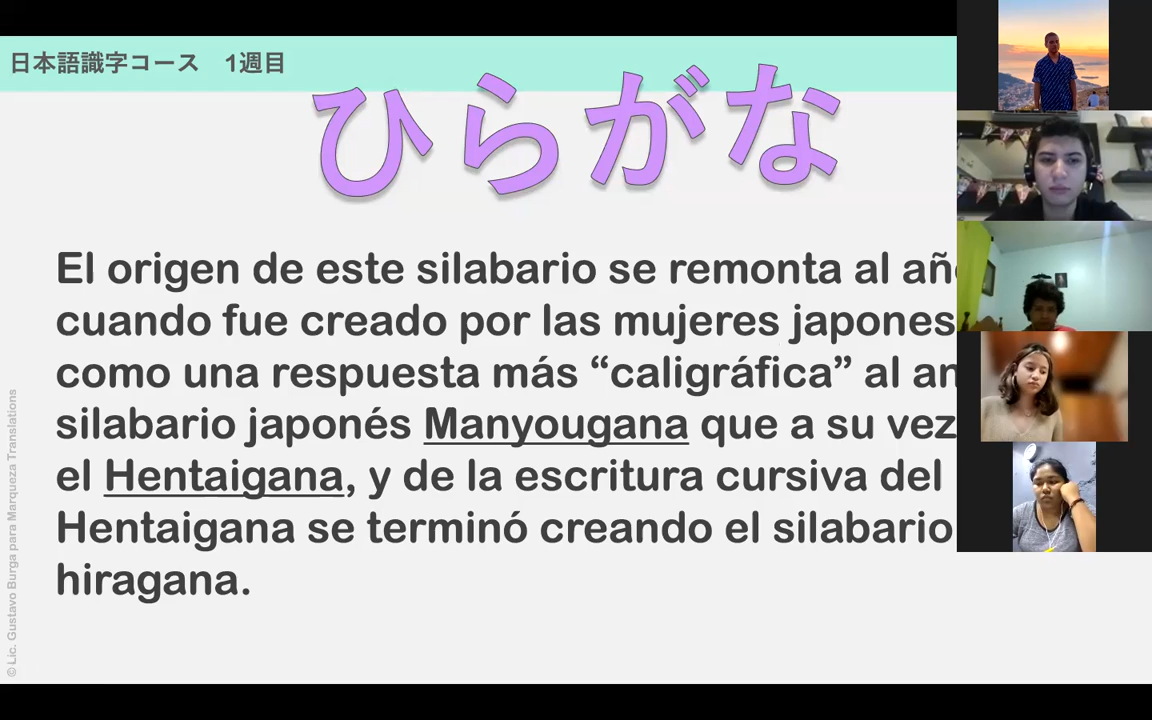 日本語識字コース 1週目
ひらがな
El origen de este silabario se remonta al
cuando fue creado por las mujeres
como una respuesta más “caligráfica” al
silabario japonés Manyougana que a su vez
el Hentaigana, y de la escritura cursiva del
Hentaigana se terminó creando el silabario
hiragana.
© Lic. Gustavo Burga para Marqueza Translations